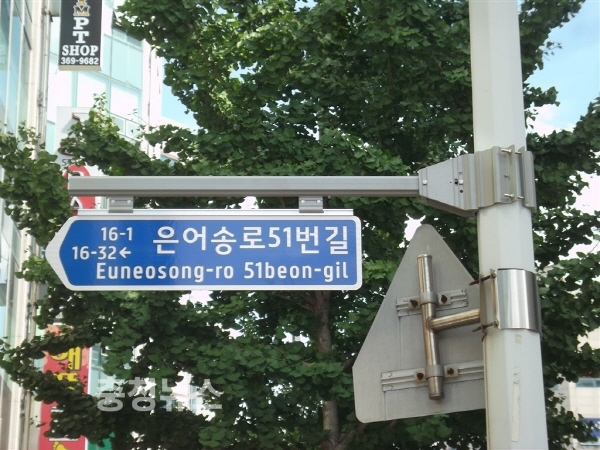 PT
SHOP
369-9682
16-1
16-32←
은어송로51번길
Euneosong-ro 51beon-gil
충청뉴스